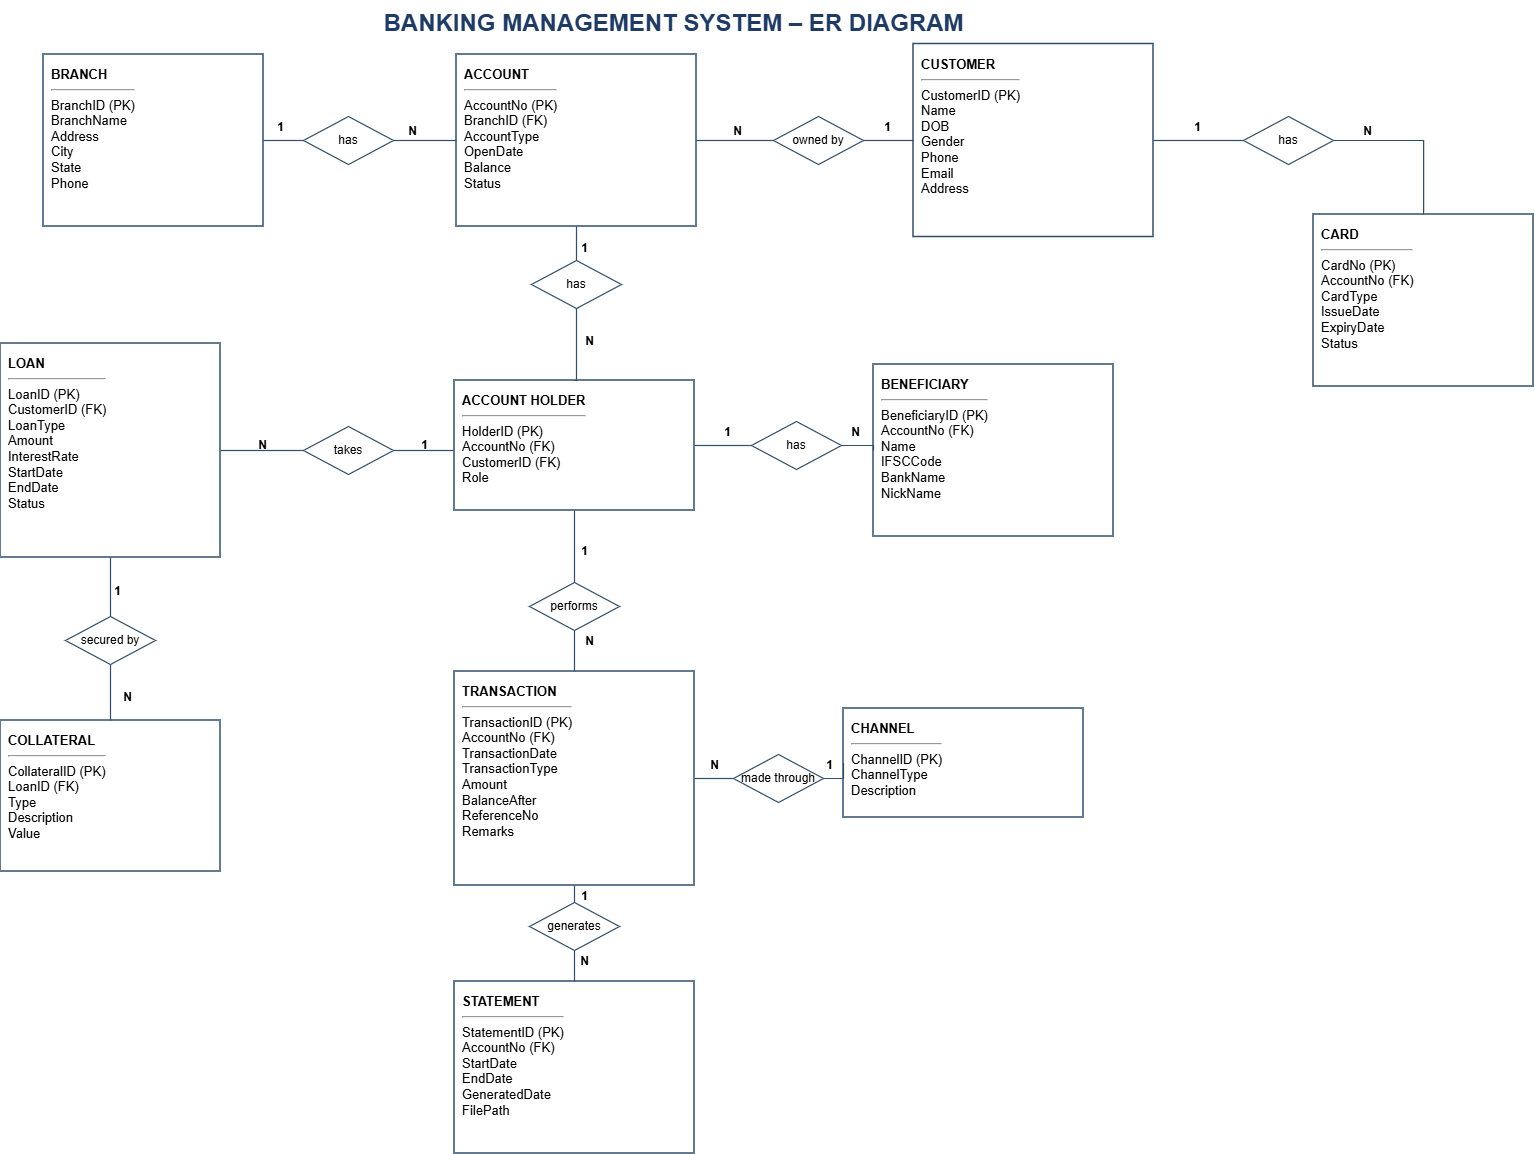 BANKING MANAGEMENT SYSTEM – ER DIAGRAM
BRANCH
BranchID (PK)
BranchName
Address
City
State
Phone
1
has
N
ACCOUNT
AccountNo (PK)
BranchID (FK)
AccountType
OpenDate
Balance
Status
N
owned by
1
CUSTOMER
CustomerID (PK)
Name
DOB
Gender
Phone
Email
Address
1
has
N
CARD
CardNo (PK)
AccountNo (FK)
CardType
IssueDate
ExpiryDate
Status
1
has
N
LOAN
LoanID (PK)
CustomerID (FK)
LoanType
Amount
InterestRate
StartDate
EndDate
Status
N
takes
1
ACCOUNT HOLDER
HolderID (PK)
AccountNo (FK)
CustomerID (FK)
Role
1
has
N
BENEFICIARY
BeneficiaryID (PK)
AccountNo (FK)
Name
IFSCCode
BankName
NickName
1
secured by
N
COLLATERAL
CollateralID (PK)
LoanID (FK)
Type
Description
Value
1
performs
N
TRANSACTION
TransactionID (PK)
AccountNo (FK)
TransactionDate
TransactionType
Amount
BalanceAfter
ReferenceNo
Remarks
N
made through
1
CHANNEL
ChannelID (PK)
ChannelType
Description
1
generates
N
STATEMENT
StatementID (PK)
AccountNo (FK)
StartDate
EndDate
GeneratedDate
FilePath